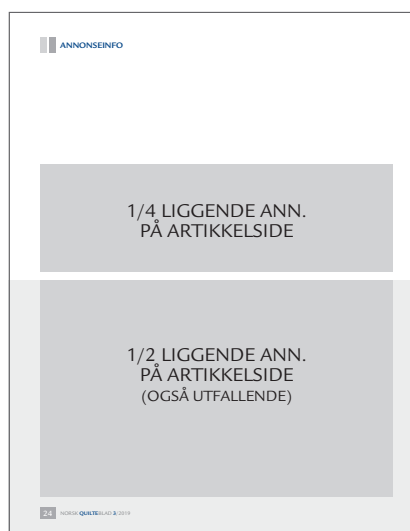 ANNONSEINFO
1/4 LIGGENDE ANN.
PÅ ARTIKKELSIDE
1/2 LIGGENDE ANN.
PÅ ARTIKKELSIDE
(OGSÅ UTFALLENDE)
24 NORSK QUILTEBLAD 3/2019